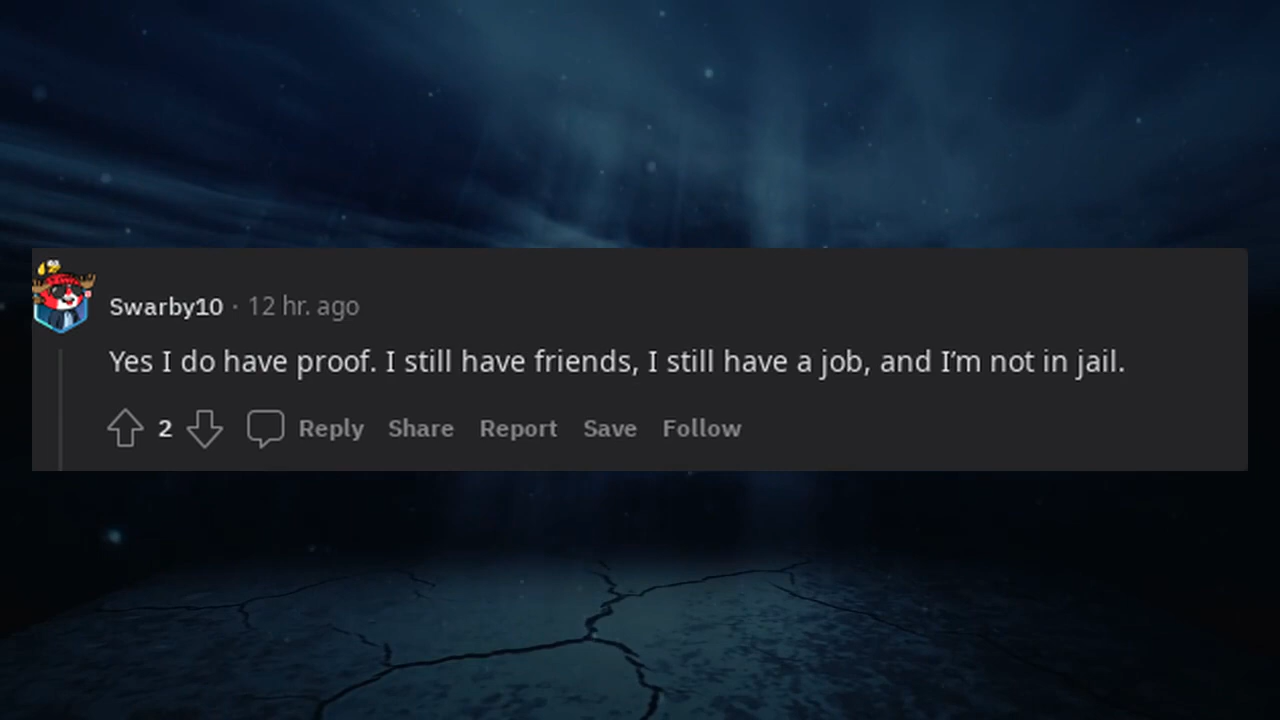 Swarby10 · 12 hr. ago
Yes I do have proof. I still have friends, I still have a job, and I’m not in jail.
2 Reply Share Report Save Follow